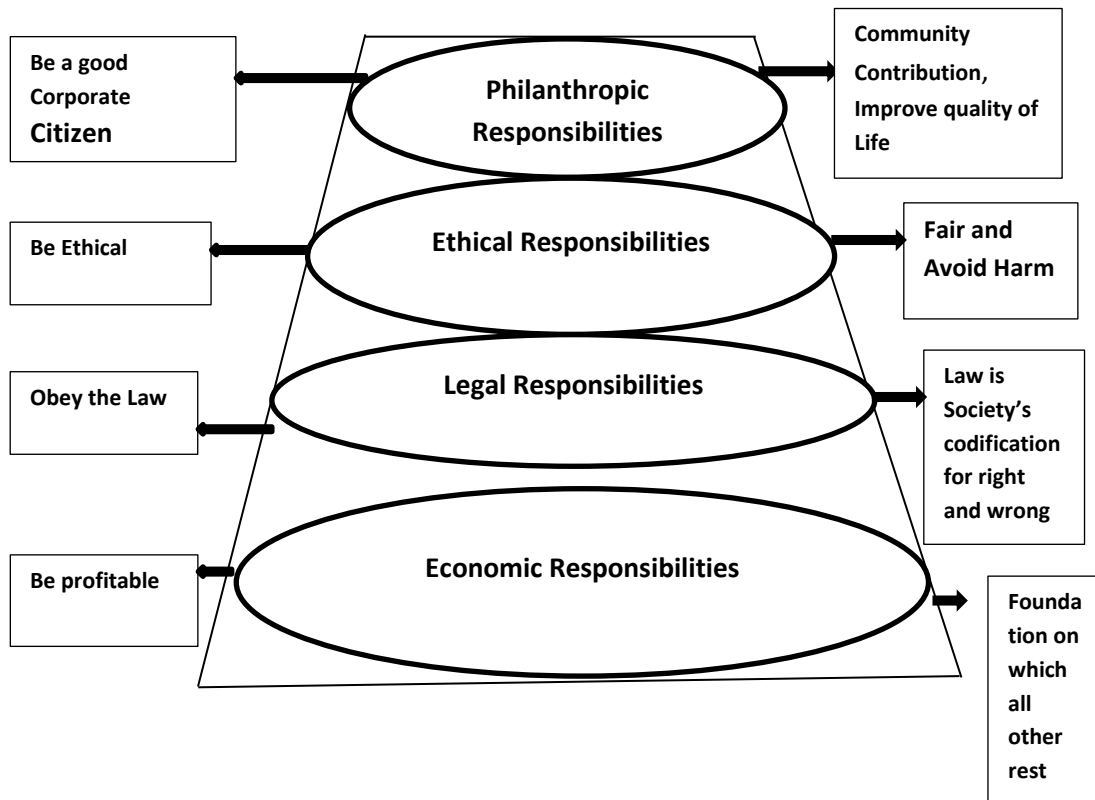 Be a good
Corporate
Citizen
Philanthropic
Responsibilities
Community
Contribution,
Improve quality of
Life
Be Ethical
Ethical Responsibilities
Fair and
Avoid Harm
Obey the Law
Legal Responsibilities
Law is
Society’s
codification
for right
and wrong
Be profitable
Economic Responsibilities
Founda
tion on
which
all
other
rest